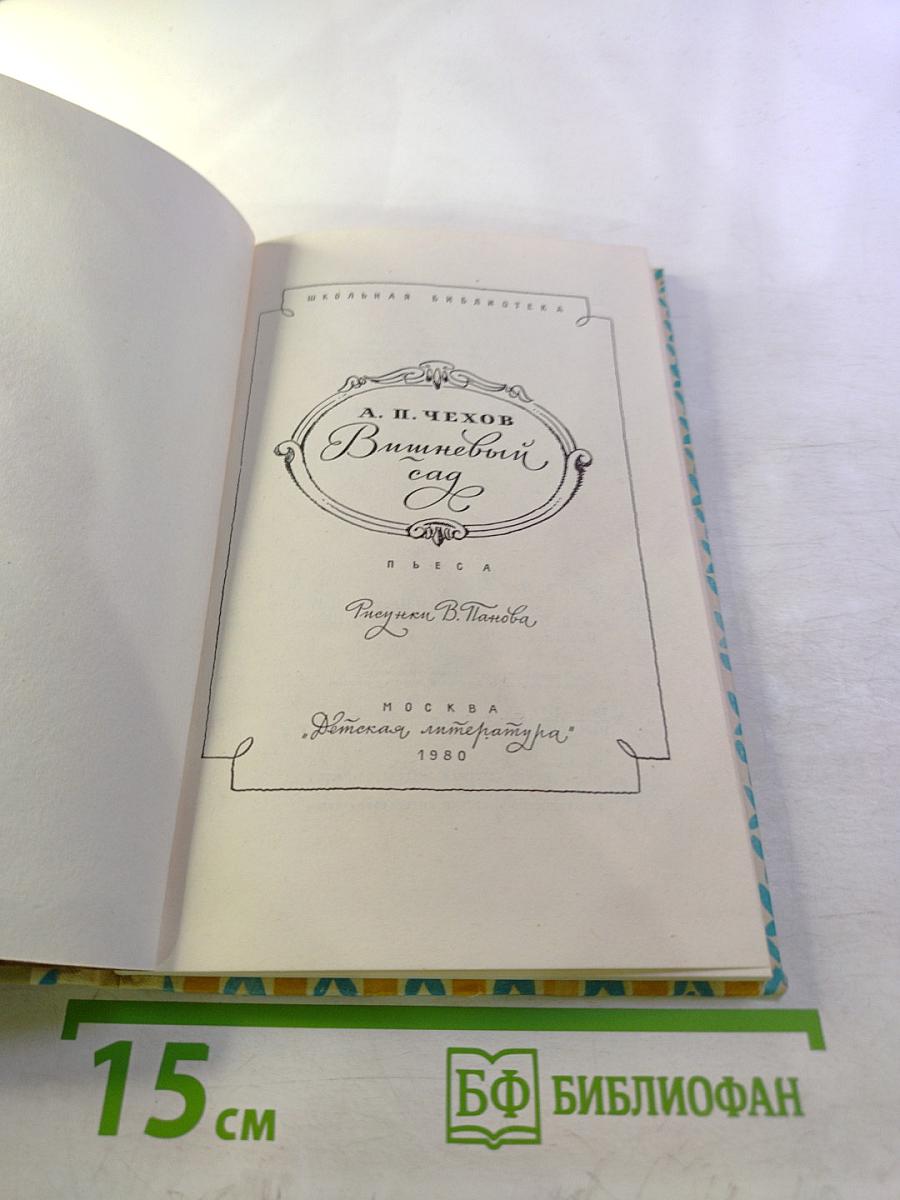 ШКОЛЬНАЯ БИБЛИОТЕКА
А. П. ЧЕХОВ
Вишневый
сад
ПЬЕСА
Рисунки В. Панова
МОСКВА
„Детская литература"
1980
15 см
БФ БИБЛИОФАН